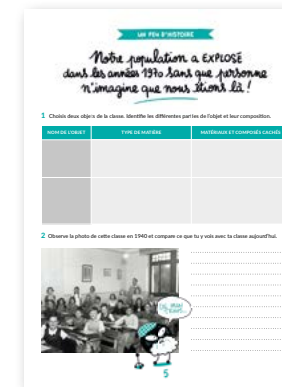 UN PEU D'HISTOIRE
Notre population a EXPLOSÉ
dans les années 1970 sans que personne
n'imagine que nous étions là !
1 Choisis deux objets de la classe. Identifie les différentes parties de l'objet et leur composition.
NOM DE L'OBJET TYPE DE MATIÈRE MATÉRIAUX ET COMPOSÉS CACHÉS
2 Observe la photo de cette classe en 1940 et compare ce que tu y vois avec ta classe aujourd'hui.
DE MON
TEMPS...
5